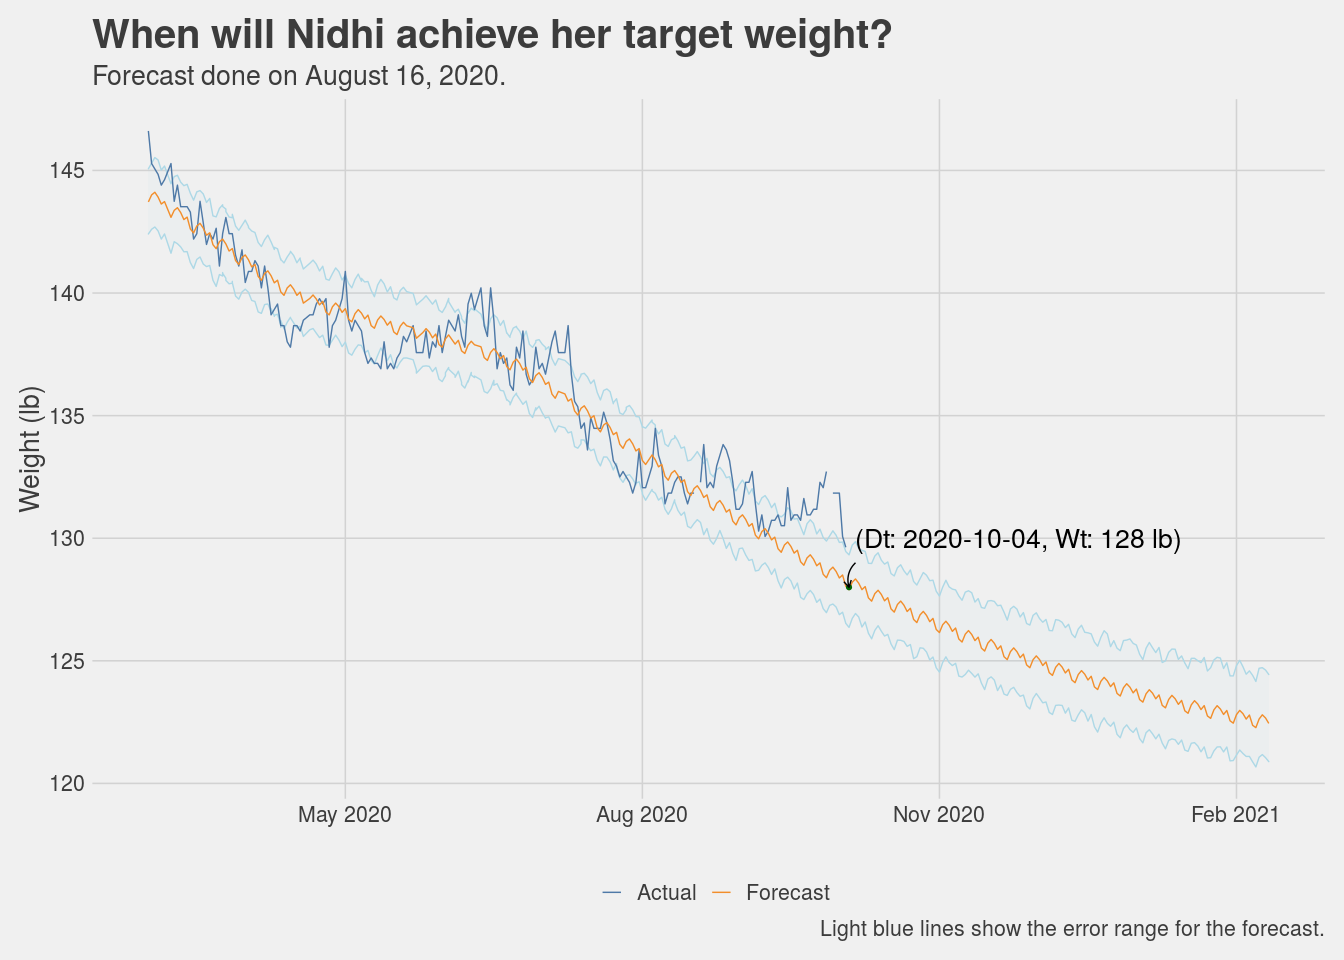 When will Nidhi achieve her target weight?
Forecast done on August 16, 2020.
145
140
135
130
125
120
Weight (lb)
(Dt: 2020-10-04, Wt: 128 lb)
May 2020
Aug 2020
Nov 2020
Feb 2021
Actual
Forecast
Light blue lines show the error range for the forecast.